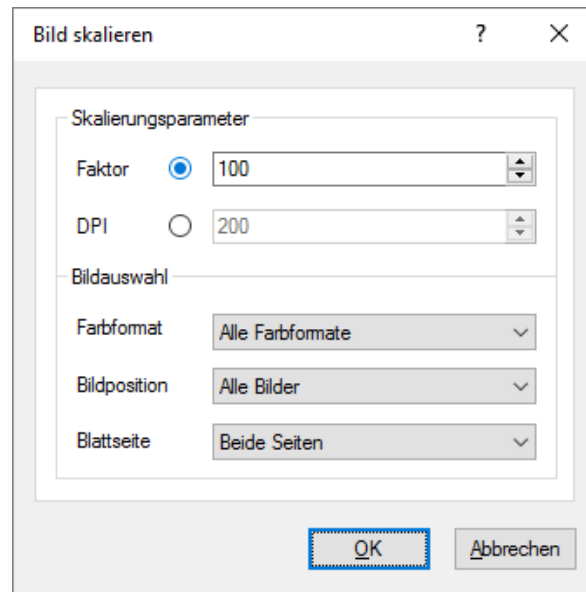 Bild skalieren ?
Skalierungsparameter
Faktor 100
DPI 200
Bildauswahl
Farbformat Alle Farbformate
Bildposition Alle Bilder
Blattseite Beide Seiten
OK Abbrechen